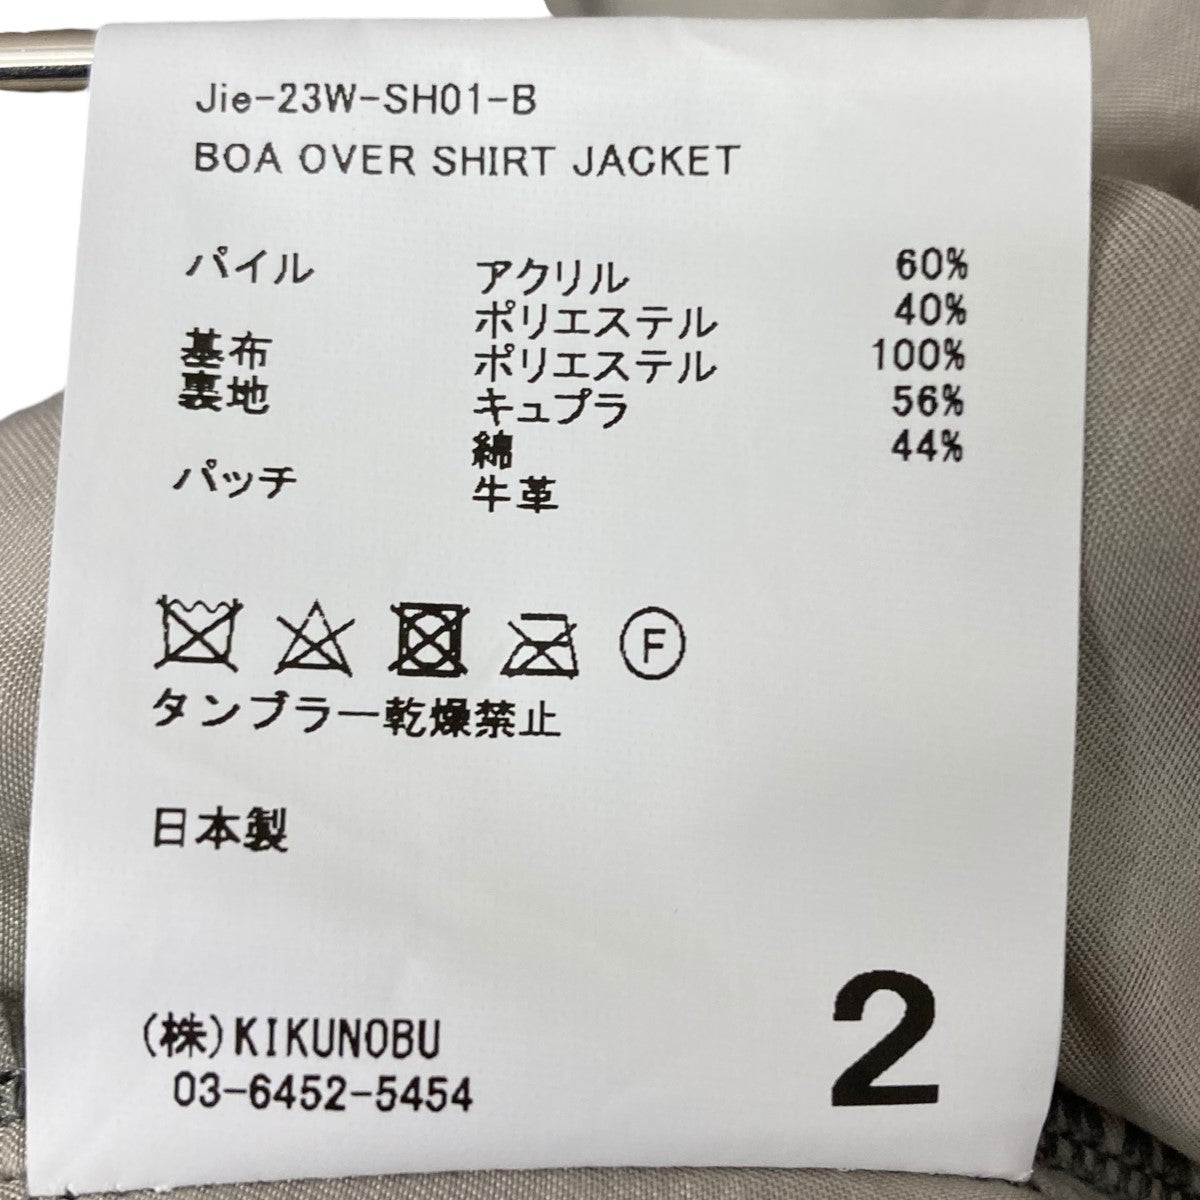 Jie-23W-SH01-B
BOA OVER SHIRT JACKET
パイル アクリル 60%
ポリエステル 40%
基布 ポリエステル 100%
裏地 キュプラ 56%
綿 44%
パッチ 牛革
F
タンブラー乾燥禁止
日本製
2
(株)KIKUNOBU
03-6452-5454